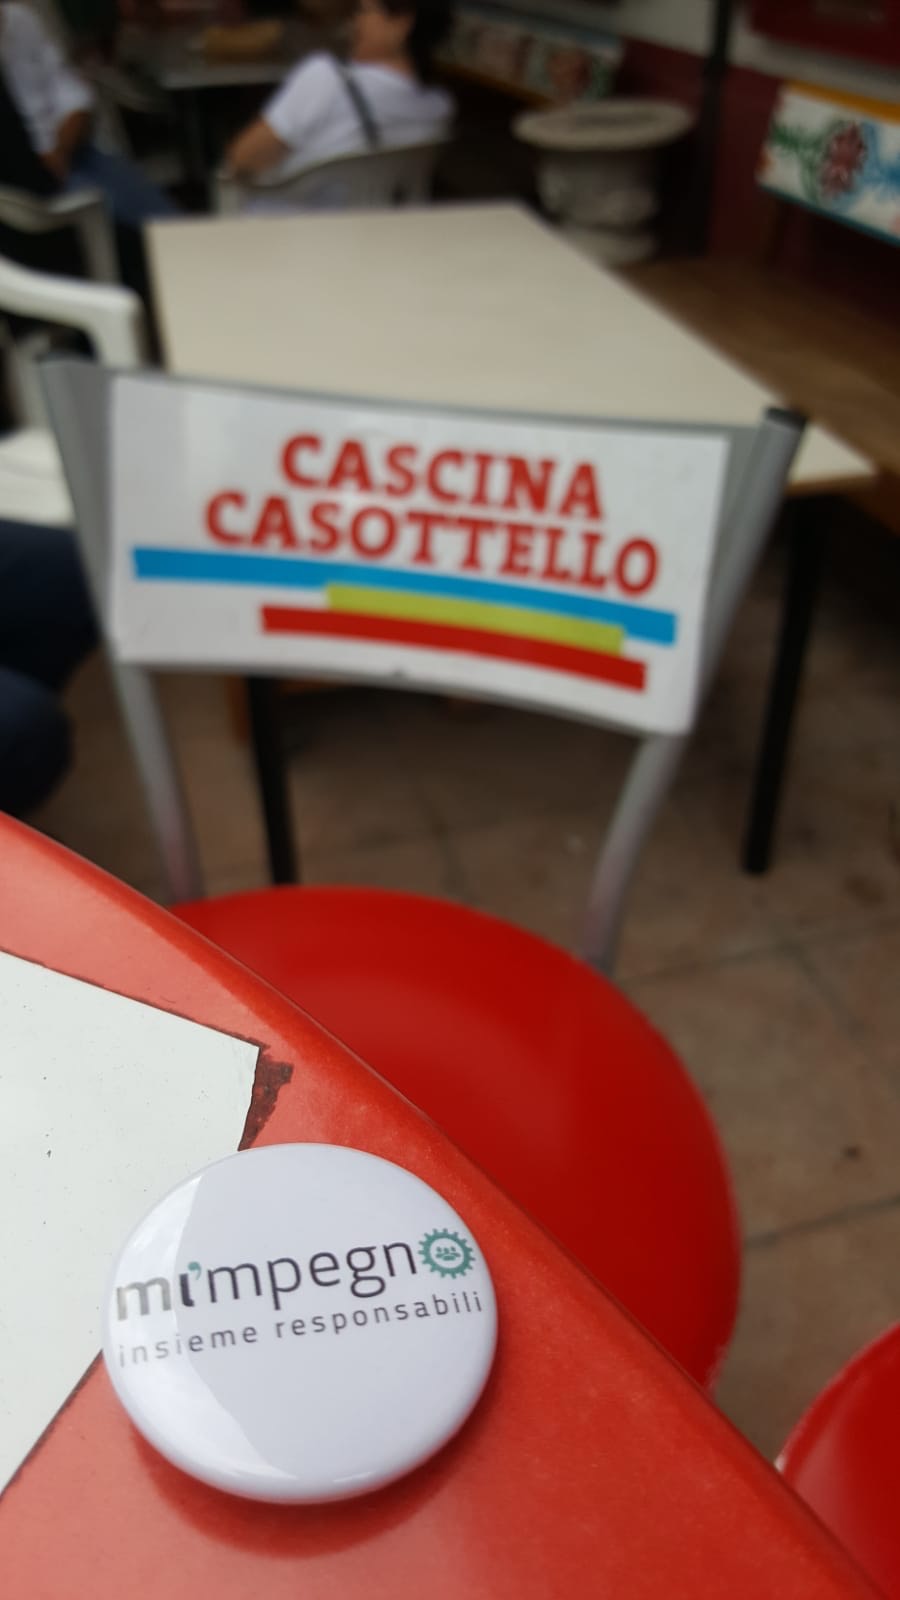 CASCINA
CASOTTELLO
mi'mpegno
insieme responsabili